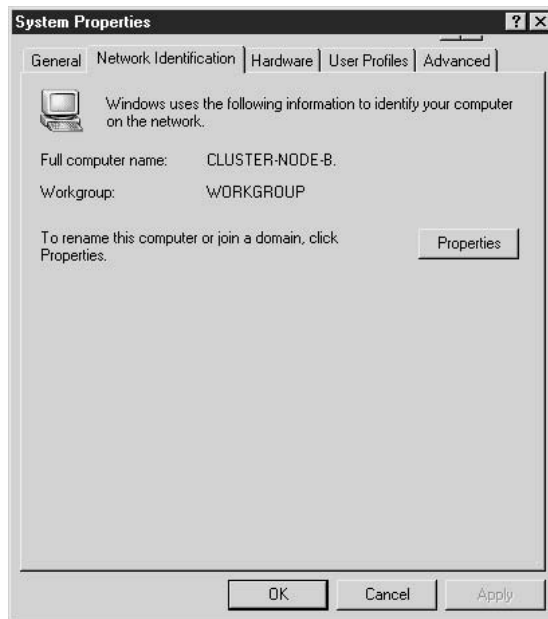 System Properties
General Network Identification Hardware User Profiles Advanced
Windows uses the following information to identify your computer
on the network.
Full computer name: CLUSTER-NODE-B.
Workgroup: WORKGROUP
To rename this computer or join a domain, click
Properties.
Properties
OK Cancel Apply